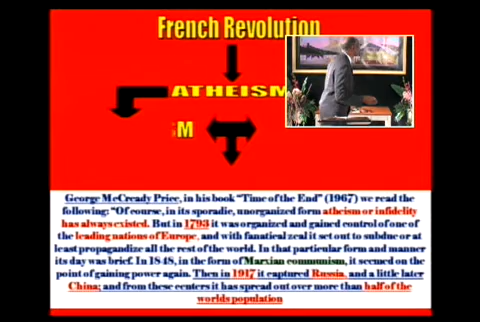 French Revolution
ATHEISM
M
George McCready Price, in his book “Time of the End” (1967) we read the
following: “Of course, in its sporadic, unorganized form atheism or infidelity
has always existed. But in 1793 it was organized and gained control of one of
the leading nations of Europe, and with fanatical zeal it set out to subdue or at
least propagandize all the rest of the world. In that particular form and manner
its day was brief. In 1848, in the form of Marxian communism, it seemed on the
point of gaining power again. Then in 1917 it captured Russia, and a little later
China; and from these centers it has spread out over more than half of the
worlds population